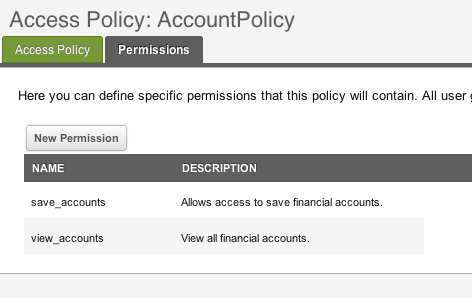 Access Policy: AccountPolicy
Access Policy Permissions
Here you can define specific permissions that this policy will contain. All user
New Permission
NAME DESCRIPTION
save_accounts Allows access to save financial accounts.
view_accounts View all financial accounts.